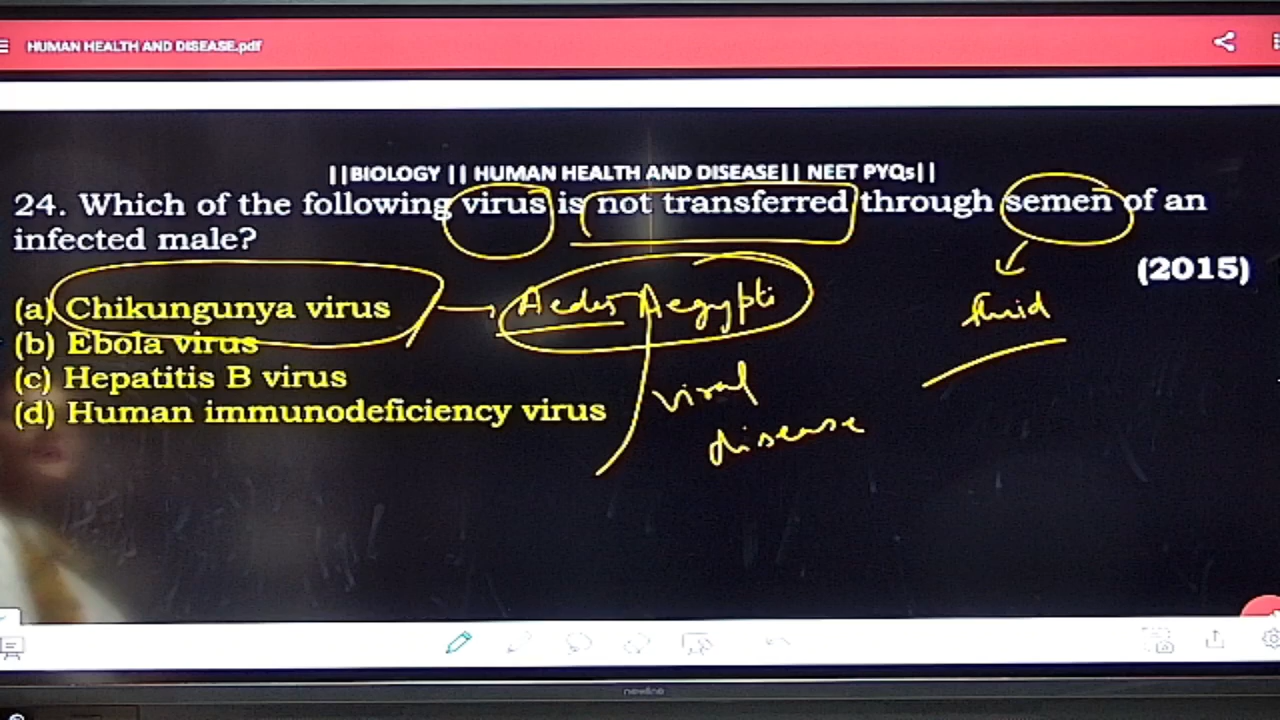 HUMAN HEALTH AND DISEASE.pdf
||BIOLOGY || HUMAN HEALTH AND DISEASE|| NEET PYQs||
24. Which of the following virus is not transferred through semen of an
infected male?
(2015)
(a) Chikungunya virus → Aedes Aegypti
fluid
(b) Ebola virus
(c) Hepatitis B virus
viral
(d) Human immunodeficiency virus
disease
newline